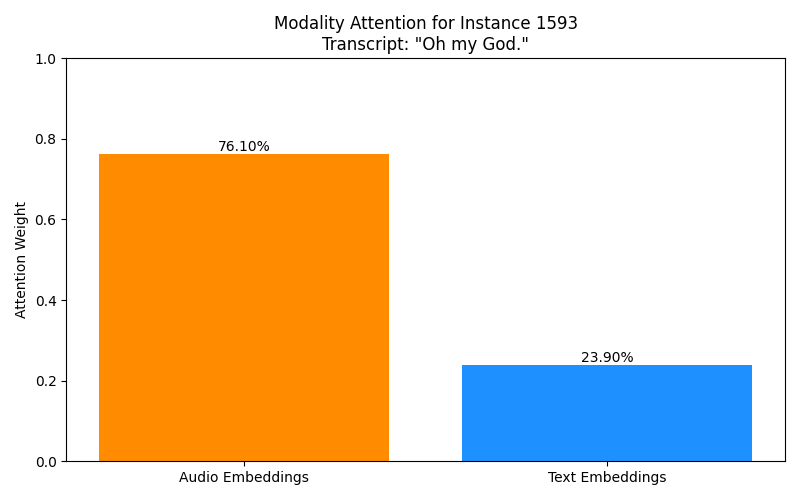 Modality Attention for Instance 1593
Transcript: "Oh my God."
1.0
0.8
0.6
0.4
0.2
0.0
Attention Weight
76.10%
23.90%
Audio Embeddings
Text Embeddings